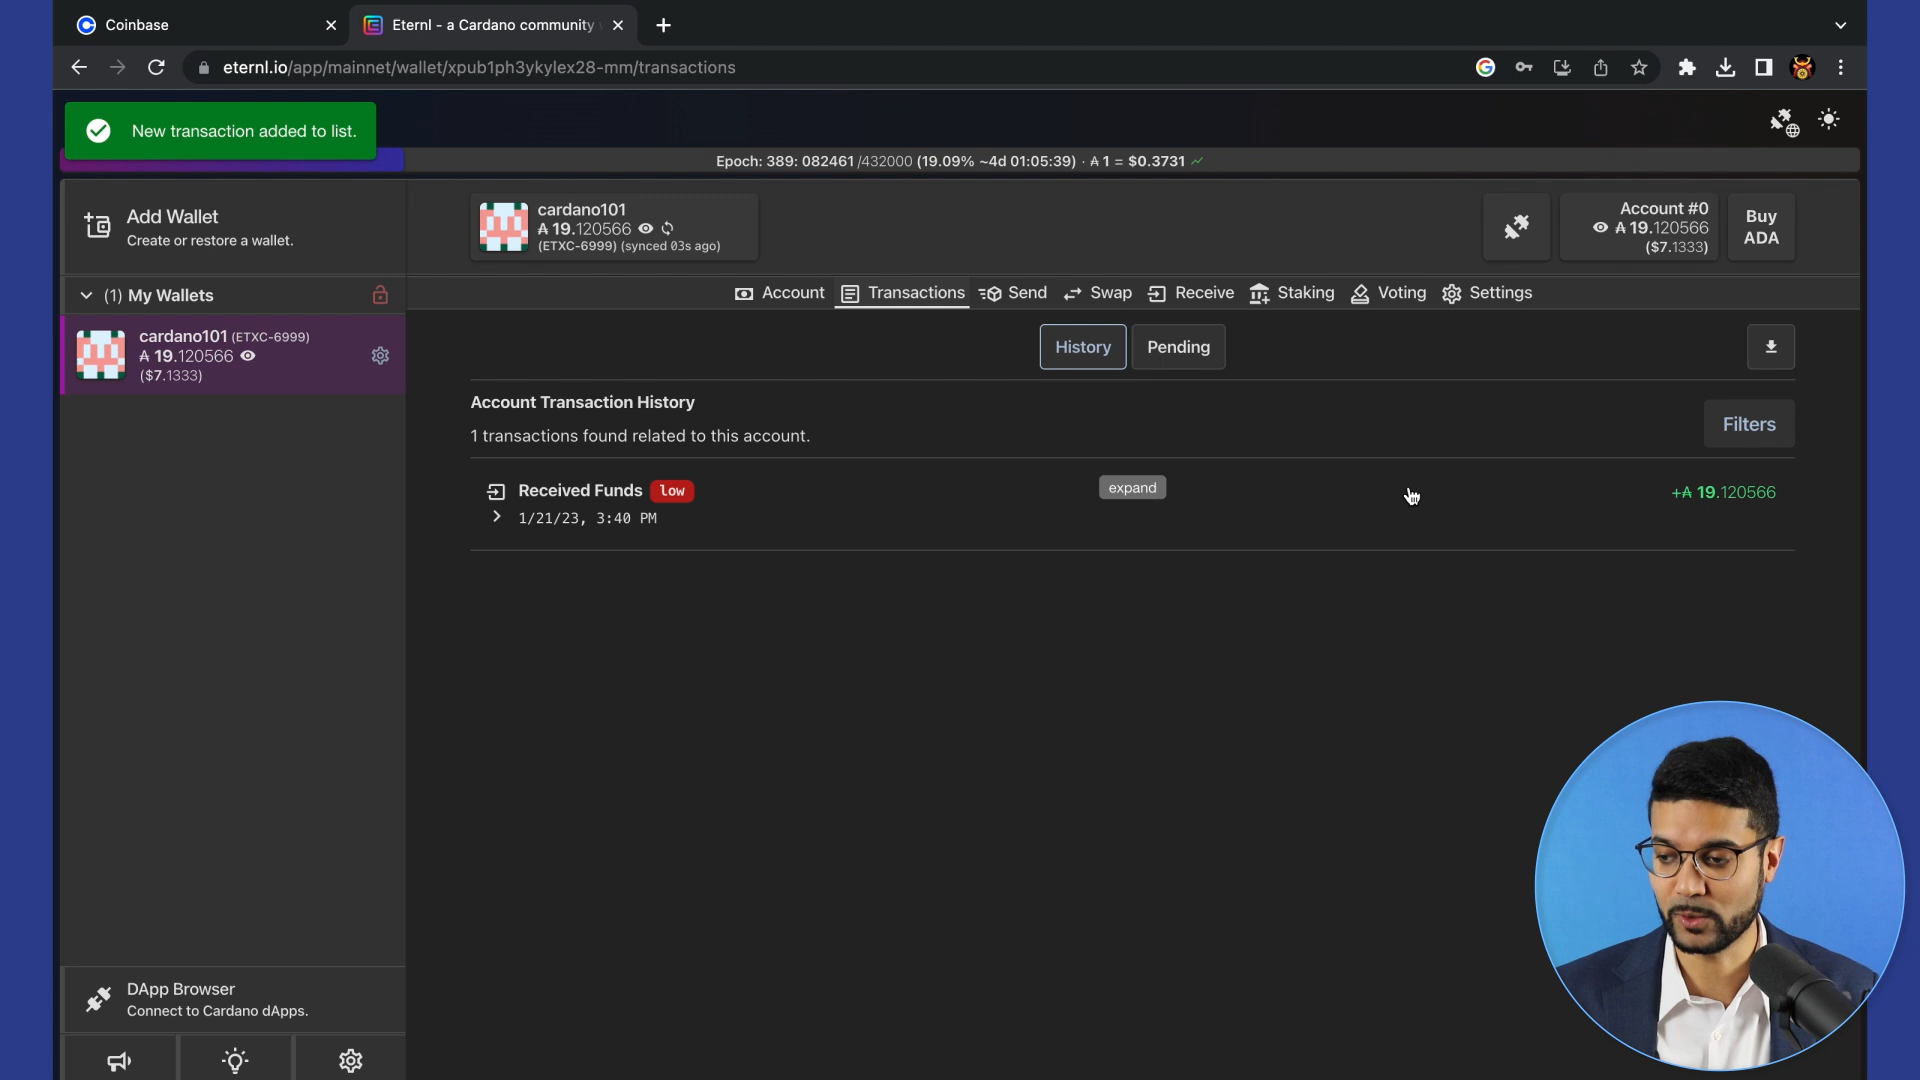 Coinbase
Eternl - a Cardano community
eternl.io/app/mainnet/wallet/xpub1ph3ykylex28-mm/transactions
New transaction added to list.
Epoch: 389: 082461/432000 (19.09% ~4d 01:05:39) · ₳ 1 = $0.3731
Add Wallet
Create or restore a wallet.
cardano101
₳ 19.120566
(ETXC-6999) (synced 03s ago)
Account #0
₳ 19.120566
($7.1333)
Buy
ADA
(1) My Wallets
Account
Transactions
Send
Swap
Receive
Staking
Voting
Settings
cardano101 (ETXC-6999)
₳ 19.120566
($7.1333)
History
Pending
Account Transaction History
1 transactions found related to this account.
Filters
Received Funds low
expand
+₳ 19.120566
1/21/23, 3:40 PM
DApp Browser
Connect to Cardano dApps.